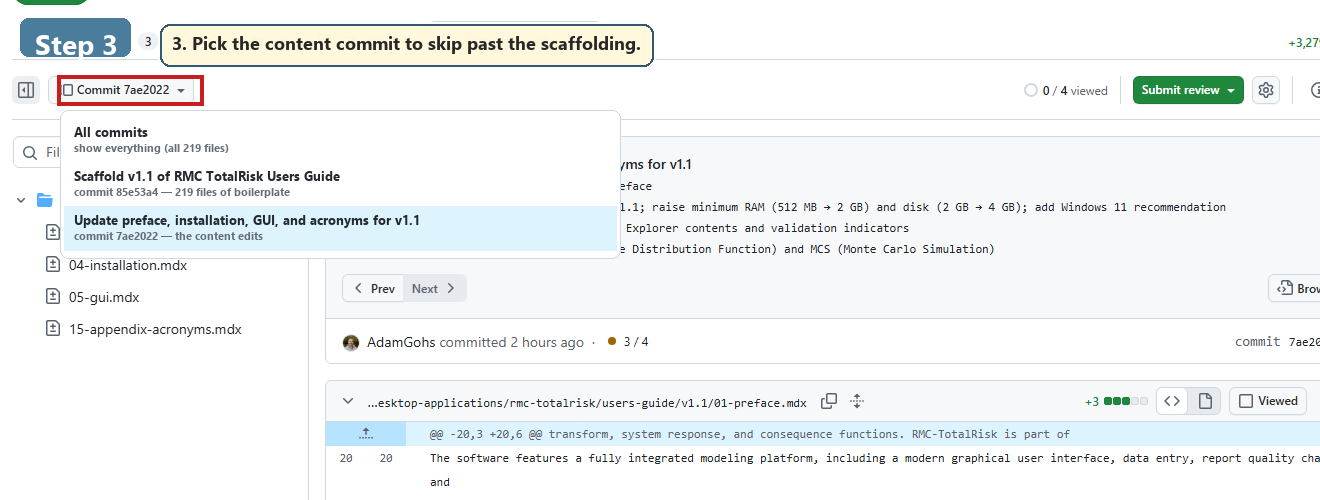 Step 3
3
3. Pick the content commit to skip past the scaffolding.
Commit 7ae2022
0 / 4 viewed
Submit review
All commits
show everything (all 219 files)
Scaffold v1.1 of RMC TotalRisk Users Guide
commit 85e53a4 — 219 files of boilerplate
Update preface, installation, GUI, and acronyms for v1.1
commit 7ae2022 — the content edits
for v1.1
1.1; raise minimum RAM (512 MB → 2 GB) and disk (2 GB → 4 GB); add Windows 11 recommendation
Explorer contents and validation indicators
Distribution Function) and MCS (Monte Carlo Simulation)
04-installation.mdx
05-gui.mdx
15-appendix-acronyms.mdx
Prev
Next
AdamGohs committed 2 hours ago · 3 / 4
commit
...esktop-applications/rmc-totalrisk/users-guide/v1.1/01-preface.mdx
+3
Viewed
@@ -20,3 +20,6 @@ transform, system response, and consequence functions. RMC-TotalRisk is part of
20 20 The software features a fully integrated modeling platform, including a modern graphical user interface, data entry, report quality
and